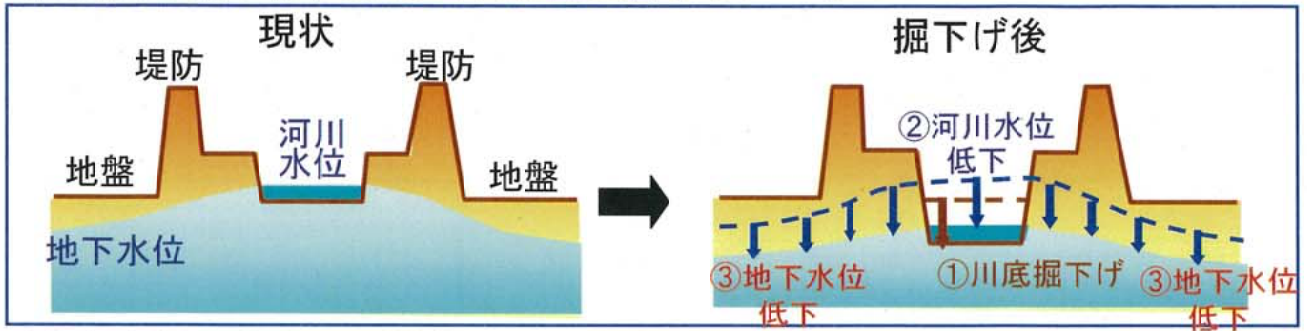 現状
堤防
堤防
河川
水位
地盤
地盤
地下水位
掘下げ後
②河川水位
低下
①川底掘下げ
③地下水位
低下
③地下水位
低下